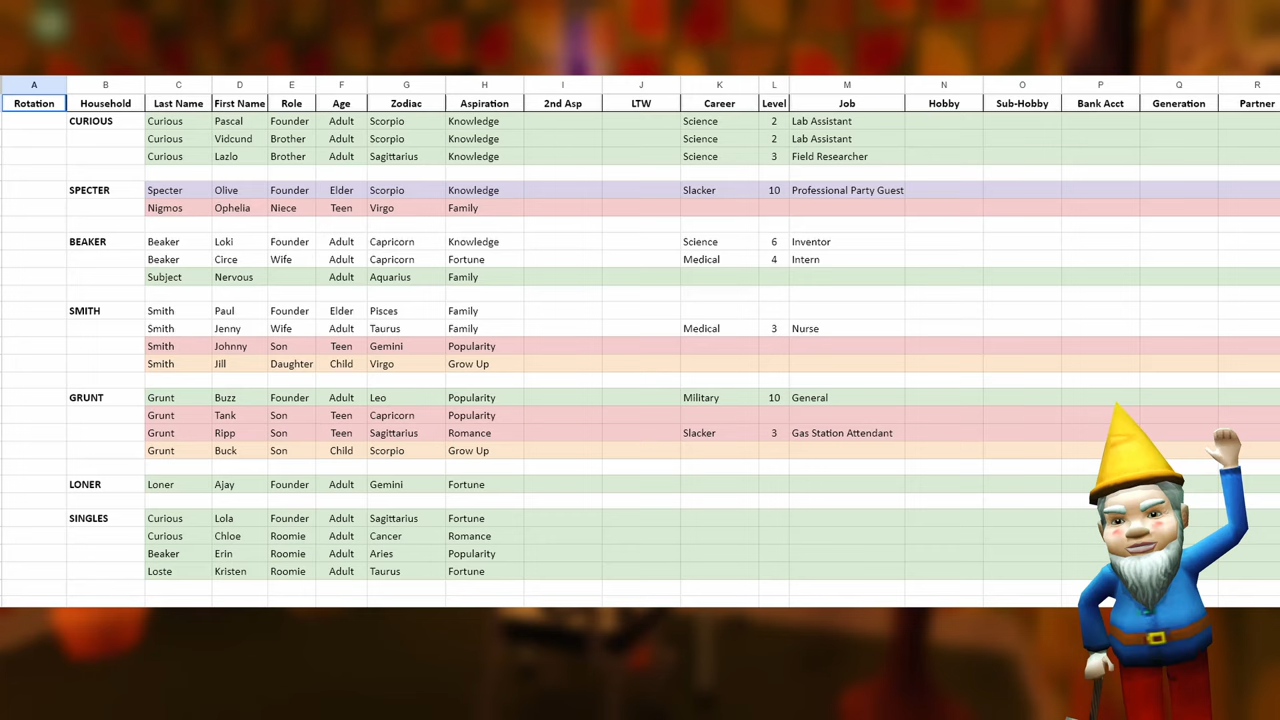 A B C D E F G H I J K L M N O P Q R
Rotation Household Last Name First Name Role Age Zodiac Aspiration 2nd Asp LTW Career Level Job Hobby Sub-Hobby Bank Acct Generation Partner
CURIOUS Curious Pascal Founder Adult Scorpio Knowledge Science 2 Lab Assistant
Curious Vidcund Brother Adult Scorpio Knowledge Science 2 Lab Assistant
Curious Lazlo Brother Adult Sagittarius Knowledge Science 3 Field Researcher
SPECTER Specter Olive Founder Elder Scorpio Knowledge Slacker 10 Professional Party Guest
Nigmos Ophelia Niece Teen Virgo Family
BEAKER Beaker Loki Founder Adult Capricorn Knowledge Science 6 Inventor
Beaker Circe Wife Adult Capricorn Fortune Medical 4 Intern
Subject Nervous Adult Aquarius Family
SMITH Smith Paul Founder Elder Pisces Family
Smith Jenny Wife Adult Taurus Family Medical 3 Nurse
Smith Johnny Son Teen Gemini Popularity
Smith Jill Daughter Child Virgo Grow Up
GRUNT Grunt Buzz Founder Adult Leo Popularity Military 10 General
Grunt Tank Son Teen Capricorn Popularity
Grunt Ripp Son Teen Sagittarius Romance Slacker 3 Gas Station Attendant
Grunt Buck Son Child Scorpio Grow Up
LONER Loner Ajay Founder Adult Gemini Fortune
SINGLES Curious Lola Founder Adult Sagittarius Fortune
Curious Chloe Roomie Adult Cancer Romance
Beaker Erin Roomie Adult Aries Popularity
Loste Kristen Roomie Adult Taurus Fortune